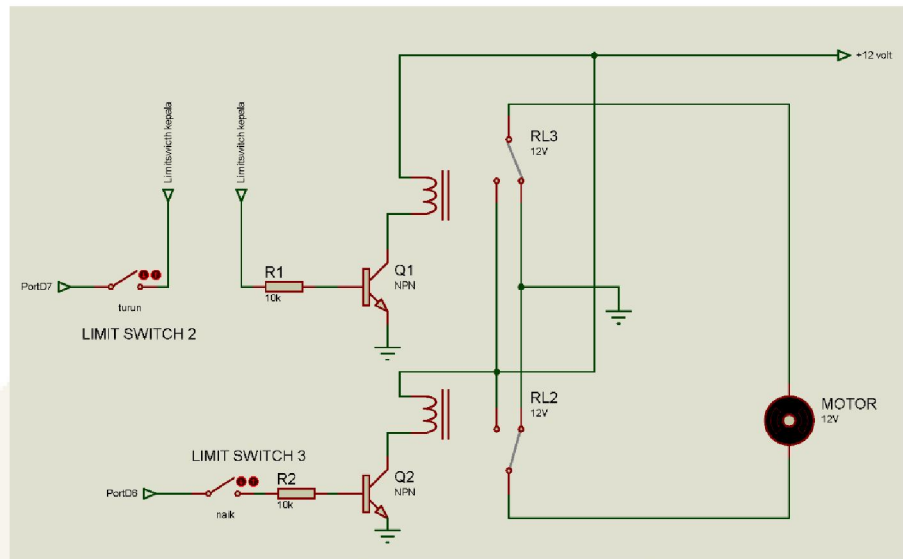 +12 volt
Limitswicth kepala
Limitswitch kepala
RL3
12V
PortD7
turun
LIMIT SWITCH 2
R1
10k
Q1
NPN
RL2
12V
MOTOR
12V
LIMIT SWITCH 3
PortD6
naik
R2
10k
Q2
NPN